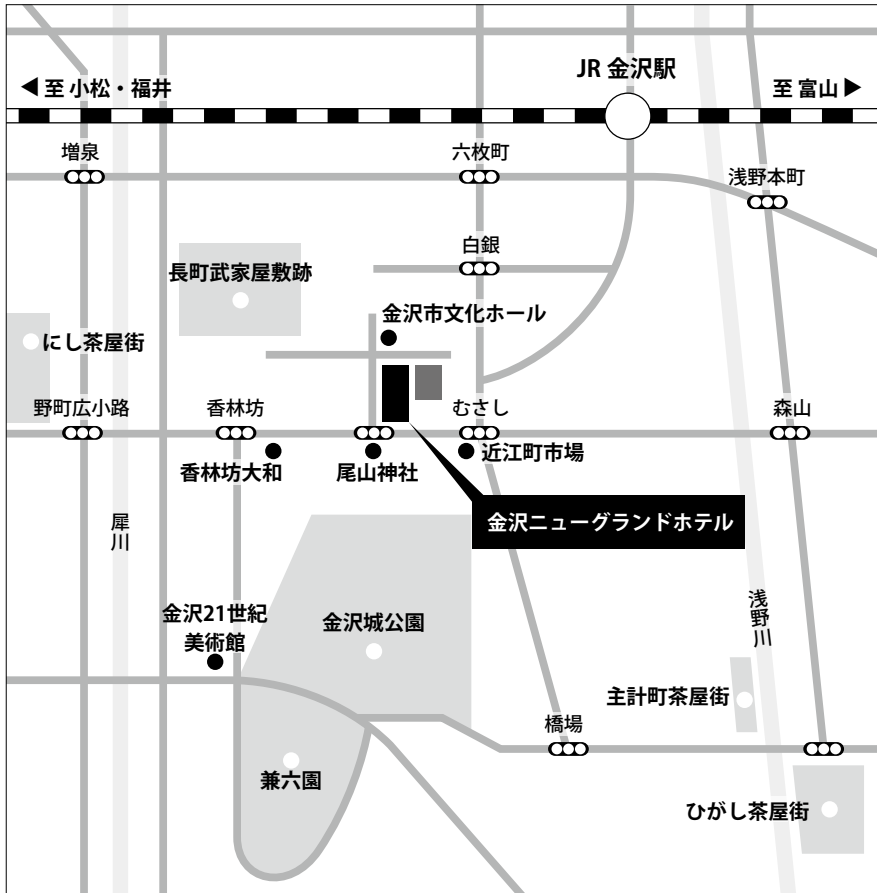 JR 金沢駅
◀ 至 小松・福井
至 富山 ▶
増泉
六枚町
浅野本町
白銀
長町武家屋敷跡
金沢市文化ホール
にし茶屋街
野町広小路
香林坊
むさし
森山
香林坊大和
尾山神社
近江町市場
金沢ニューグランドホテル
犀川
金沢21世紀
美術館
金沢城公園
浅野川
主計町茶屋街
橋場
兼六園
ひがし茶屋街